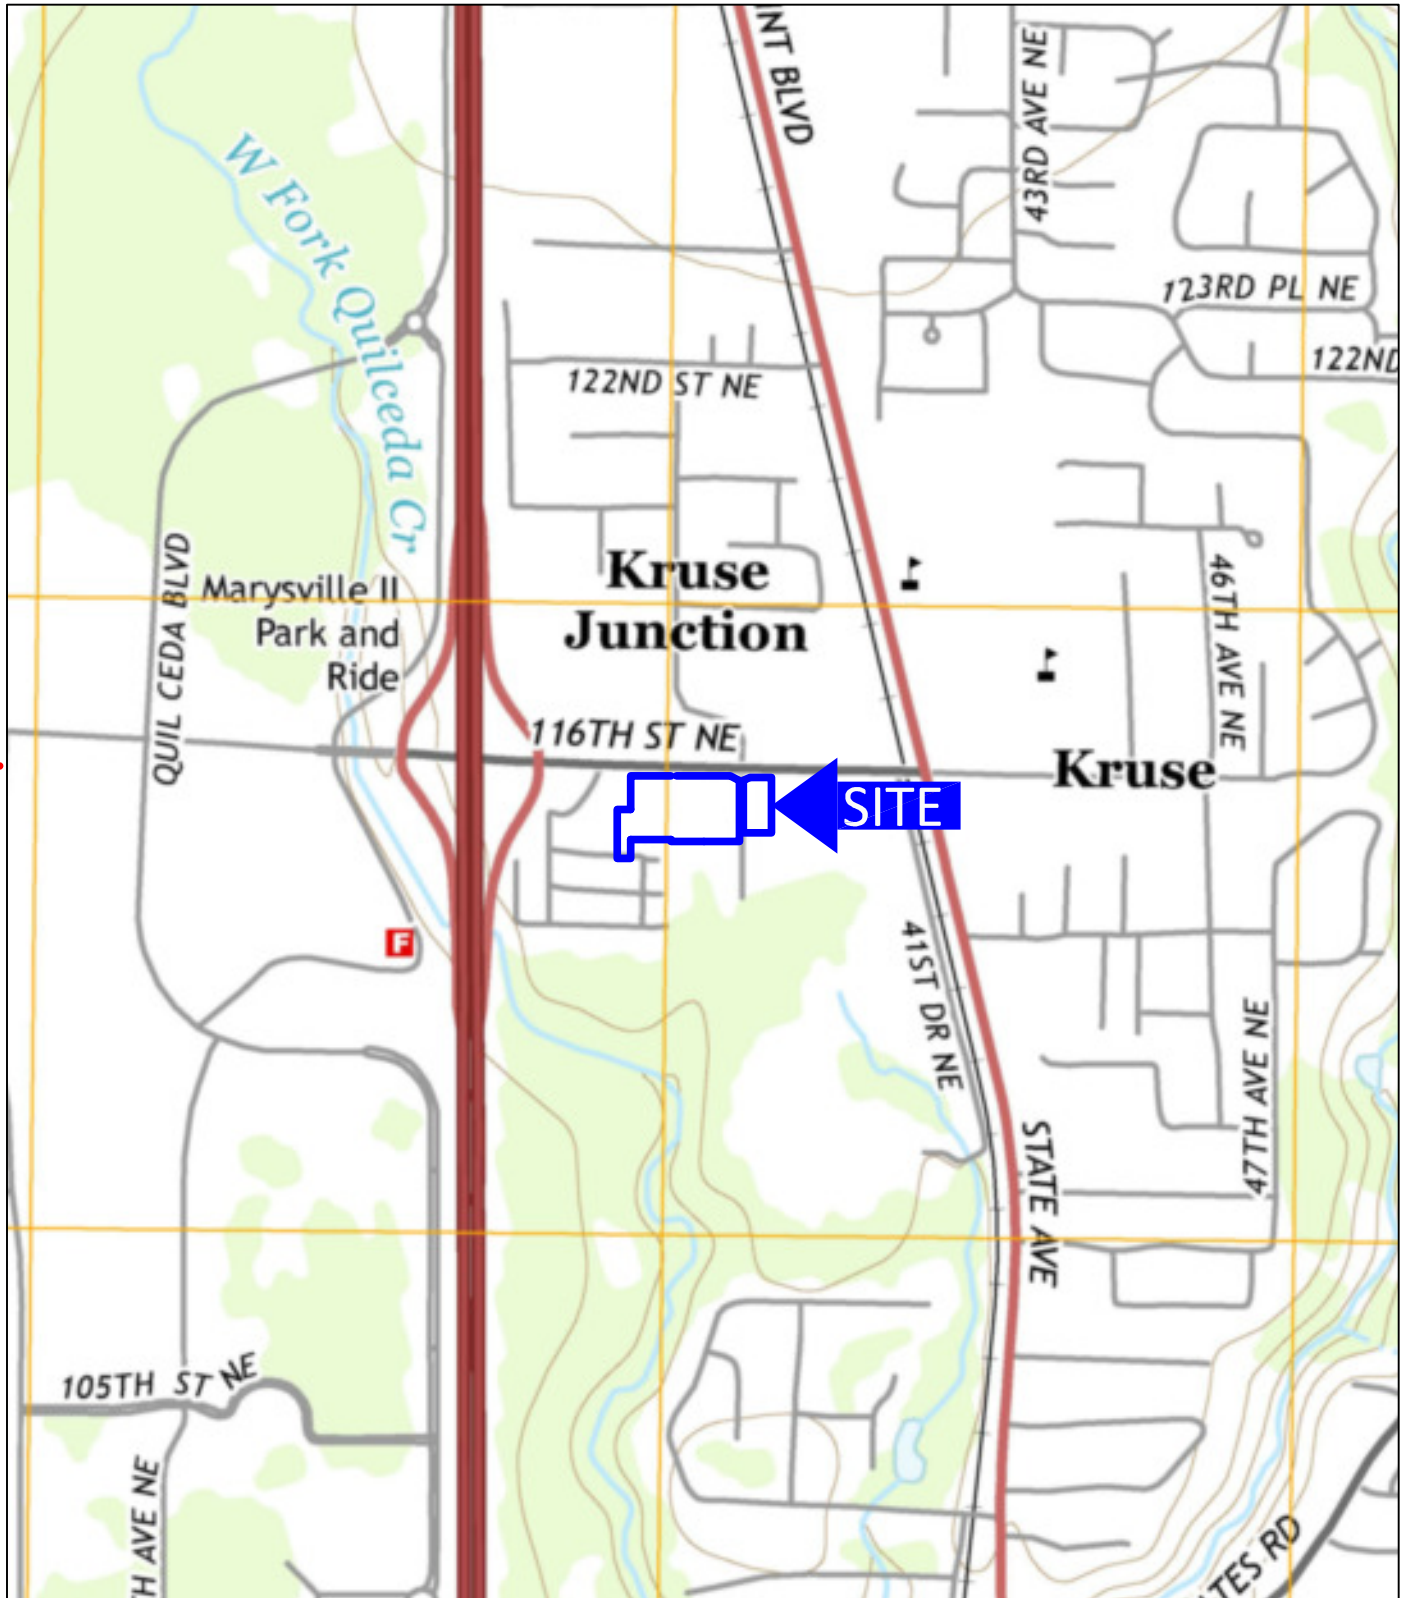 INT BLVD
43RD AVE NE
W Fork Quilceda Cr
123RD PL NE
122ND
122ND ST NE
QUIL CEDA BLVD
Marysville II
Park and
Ride
Kruse
Junction
46TH AVE NE
116TH ST NE
Kruse
SITE
F
41ST DR NE
47TH AVE NE
STATE AVE
105TH ST NE
TH AVE NE
TES RD